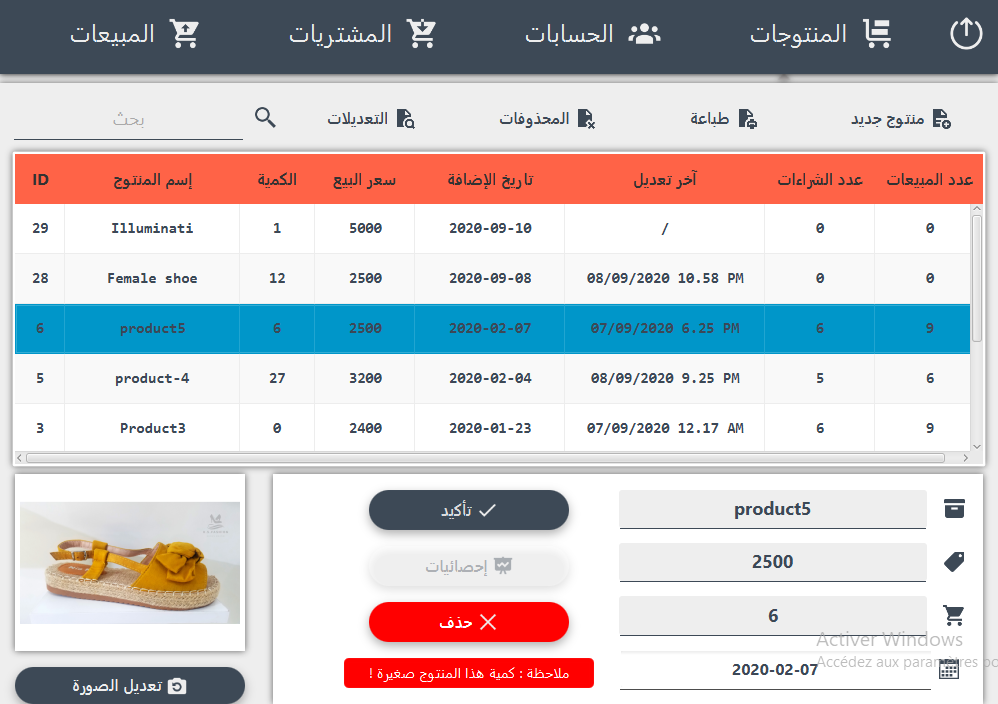 المنتوجات الحسابات المشتريات المبيعات
منتوج جديد طباعة المحذوفات التعديلات بحث
ID إسم المنتوج الكمية سعر البيع تاريخ الإضافة آخر تعديل عدد الشراءات عدد المبيعات
29 Illuminati 1 5000 2020-09-10 / 0 0
28 Female shoe 12 2500 2020-09-08 08/09/2020 10.58 PM 0 0
6 product5 6 2500 2020-02-07 07/09/2020 6.25 PM 6 9
5 product-4 27 3200 2020-02-04 08/09/2020 9.25 PM 5 6
3 Product3 0 2400 2020-01-23 07/09/2020 12.17 AM 6 9
product5
2500
6
2020-02-07
تأكيد
إحصائيات
حذف
ملاحظة : كمية هذا المنتوج صغيرة !
تعديل الصورة
Activer Windows
Accédez aux paramètres po